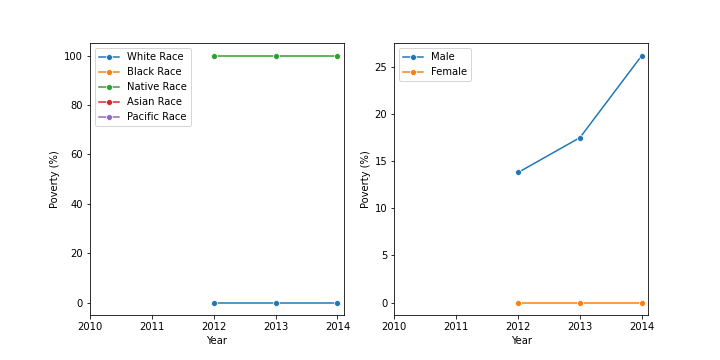 White Race
Black Race
Native Race
Asian Race
Pacific Race
100
80
60
40
20
0
Poverty (%)
2010 2011 2012 2013 2014
Year
Male
Female
25
20
15
10
5
0
Poverty (%)
2010 2011 2012 2013 2014
Year